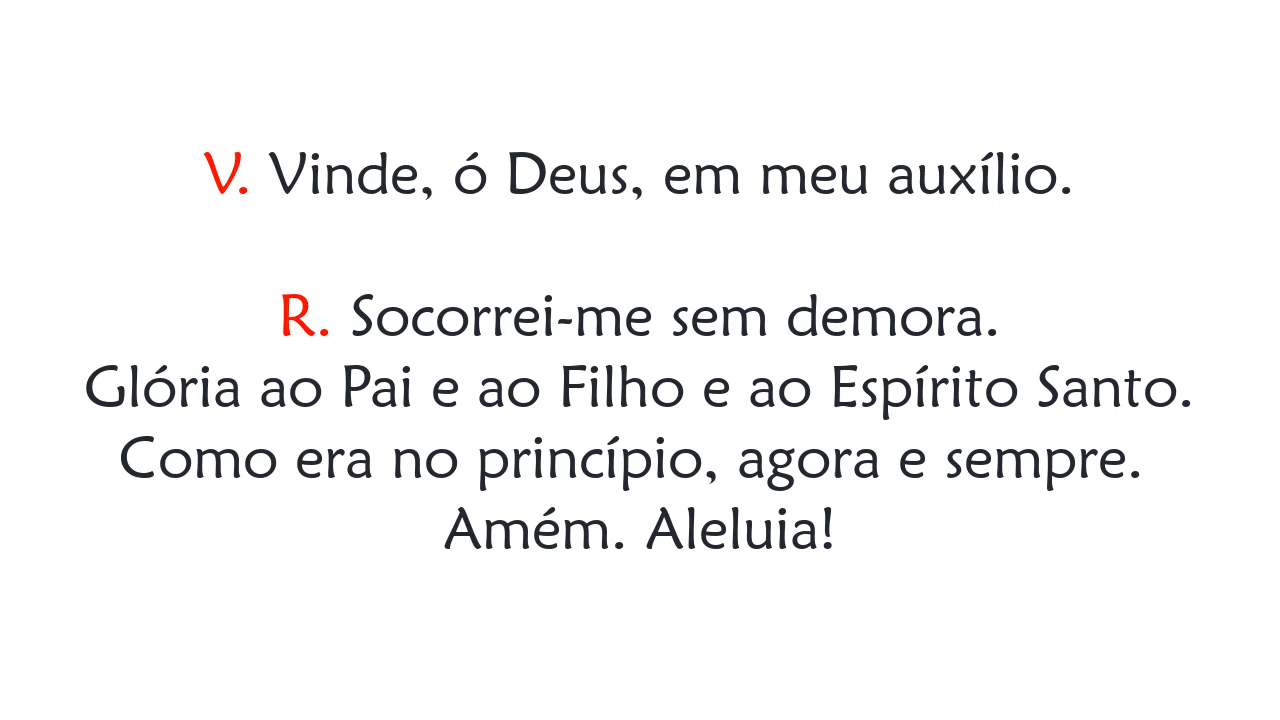 V. Vinde, ó Deus, em meu auxílio.
R. Socorrei-me sem demora.
Glória ao Pai e ao Filho e ao Espírito Santo.
Como era no princípio, agora e sempre.
Amém. Aleluia!